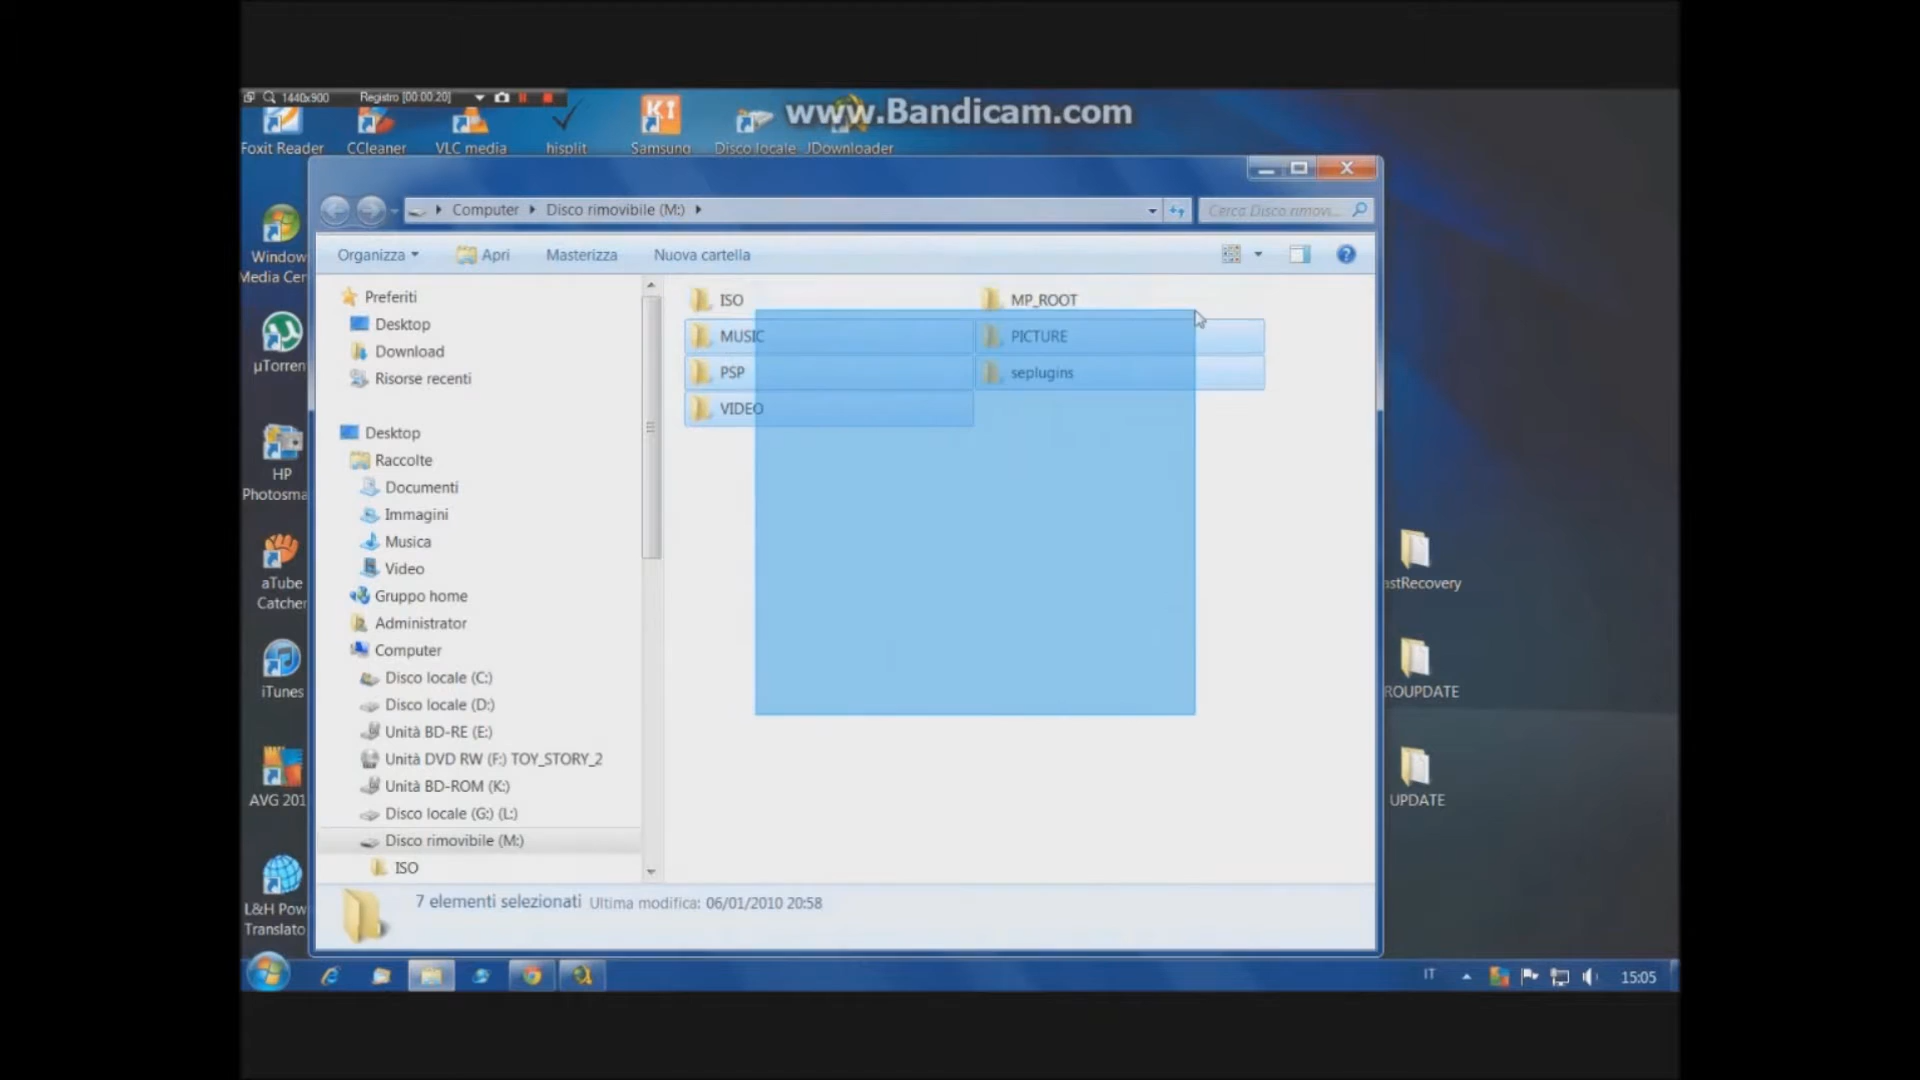 1440x900 Registro [00:00:20]
www.Bandicam.com
Foxit Reader
CCleaner
VLC media
hisplit
Samsung
Disco locale
JDownloader
Computer
Disco rimovibile (M:)
Cerca Disco rimovi...
Organizza
Apri
Masterizza
Nuova cartella
Window
Media Cen
µTorren
HP
Photosma
aTube
Catcher
iTunes
AVG 201
L&H Pow
Translato
Preferiti
Desktop
Download
Risorse recenti
Desktop
Raccolte
Documenti
Immagini
Musica
Video
Gruppo home
Administrator
Computer
Disco locale (C:)
Disco locale (D:)
Unità BD-RE (E:)
Unità DVD RW (F:) TOY_STORY_2
Unità BD-ROM (K:)
Disco locale (G:) (L:)
Disco rimovibile (M:)
ISO
ISO
MP_ROOT
MUSIC
PICTURE
PSP
seplugins
VIDEO
astRecovery
ROUPDATE
UPDATE
7 elementi selezionati Ultima modifica: 06/01/2010 20:58
IT
15:05